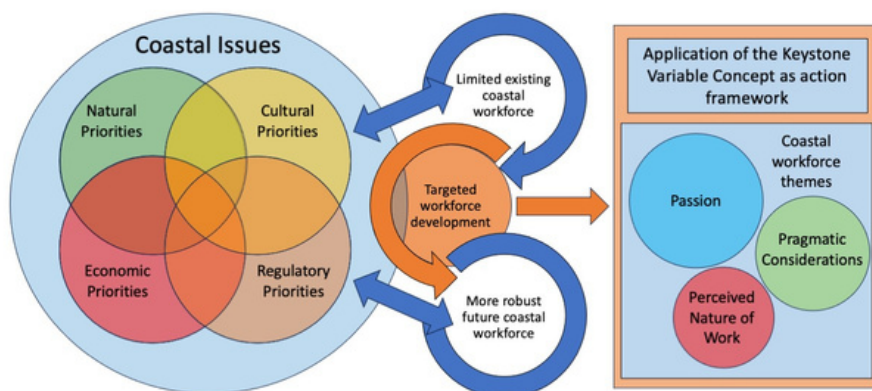 Coastal Issues
Natural
Priorities
Cultural
Priorities
Economic
Priorities
Regulatory
Priorities
Limited existing
coastal
workforce
Targeted
workforce
development
More robust
future coastal
workforce
Application of the Keystone
Variable Concept as action
framework
Coastal
workforce
themes
Passion
Pragmatic
Considerations
Perceived
Nature of
Work